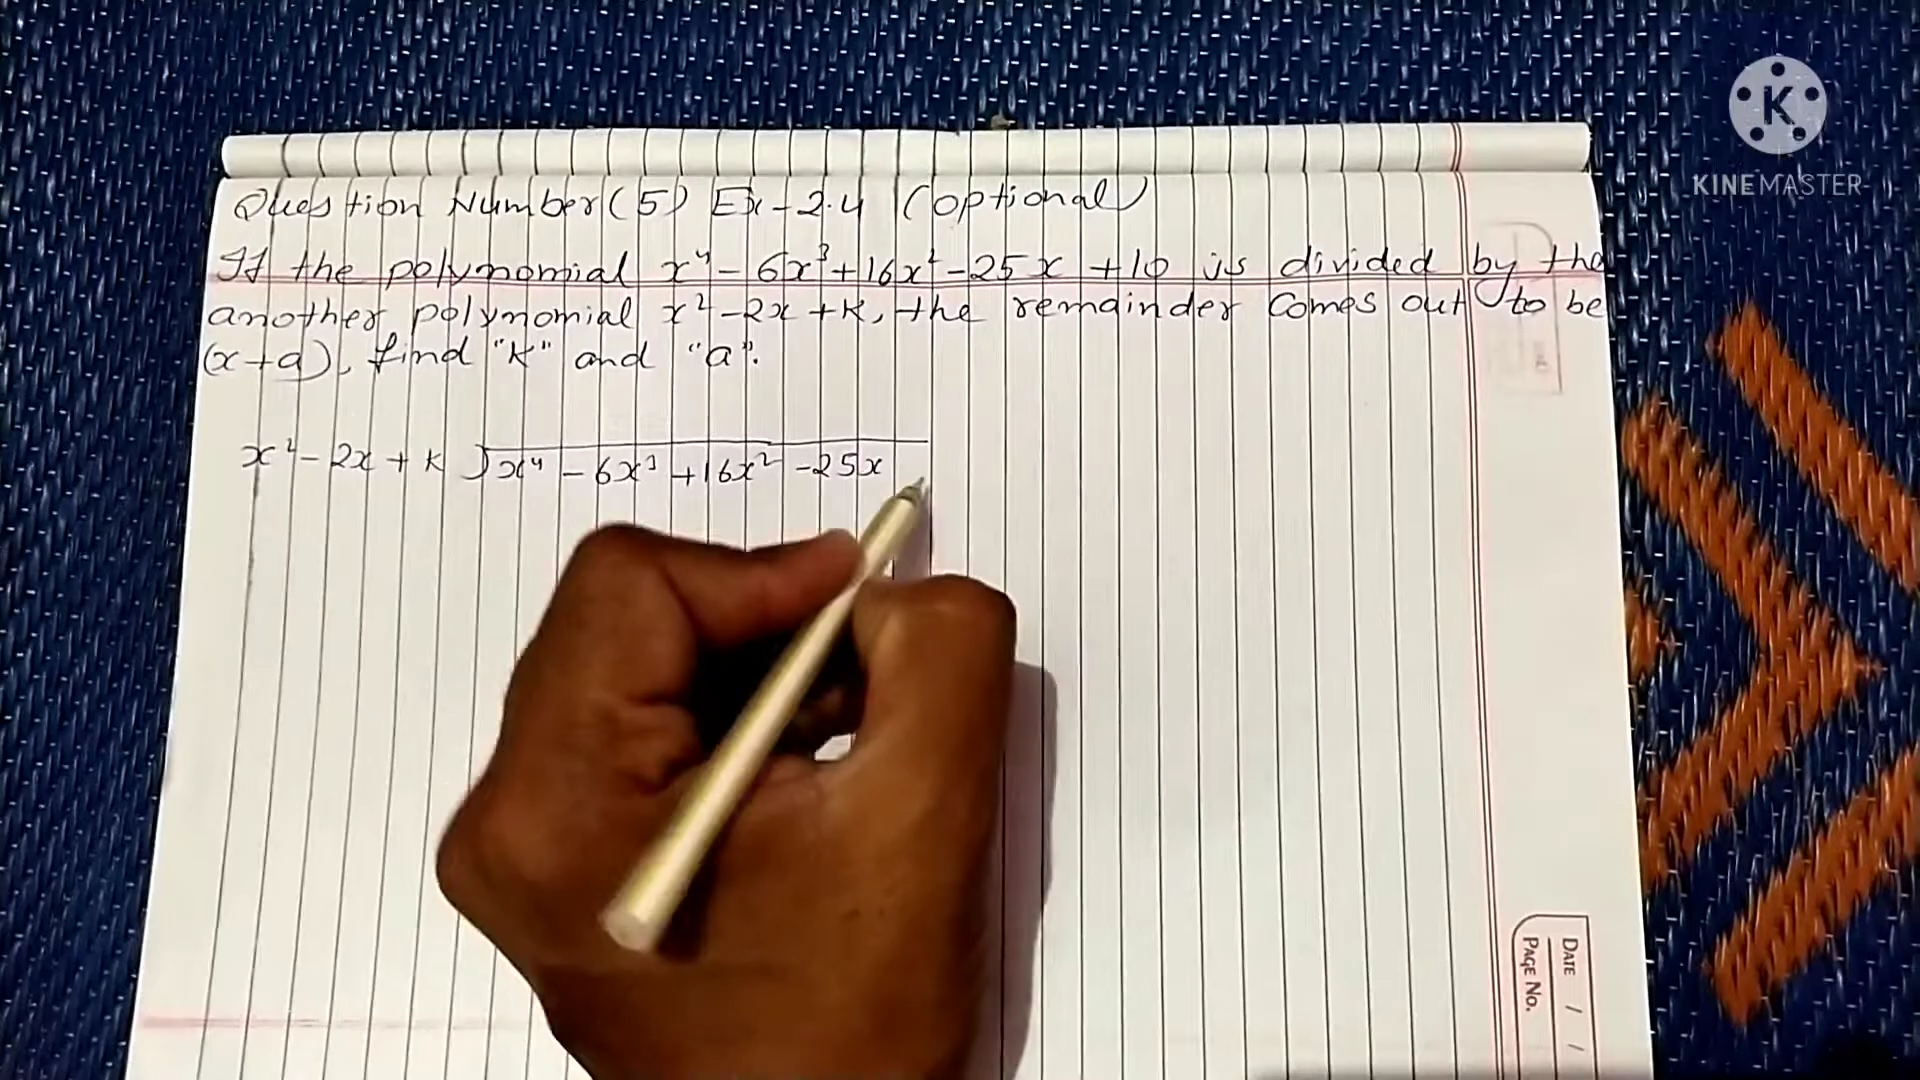 Question Number (5) Ex-2.4 (optional)
If the polynomial x⁴ - 6x³ + 16x² - 25x + 10 is divided by the
another polynomial x² - 2x + K, the remainder comes out to be
(x + a), find "K" and "a".
x² - 2x + K ) x⁴ - 6x³ + 16x² - 25x
K
KINEMASTER
DATE / /
PAGE NO.